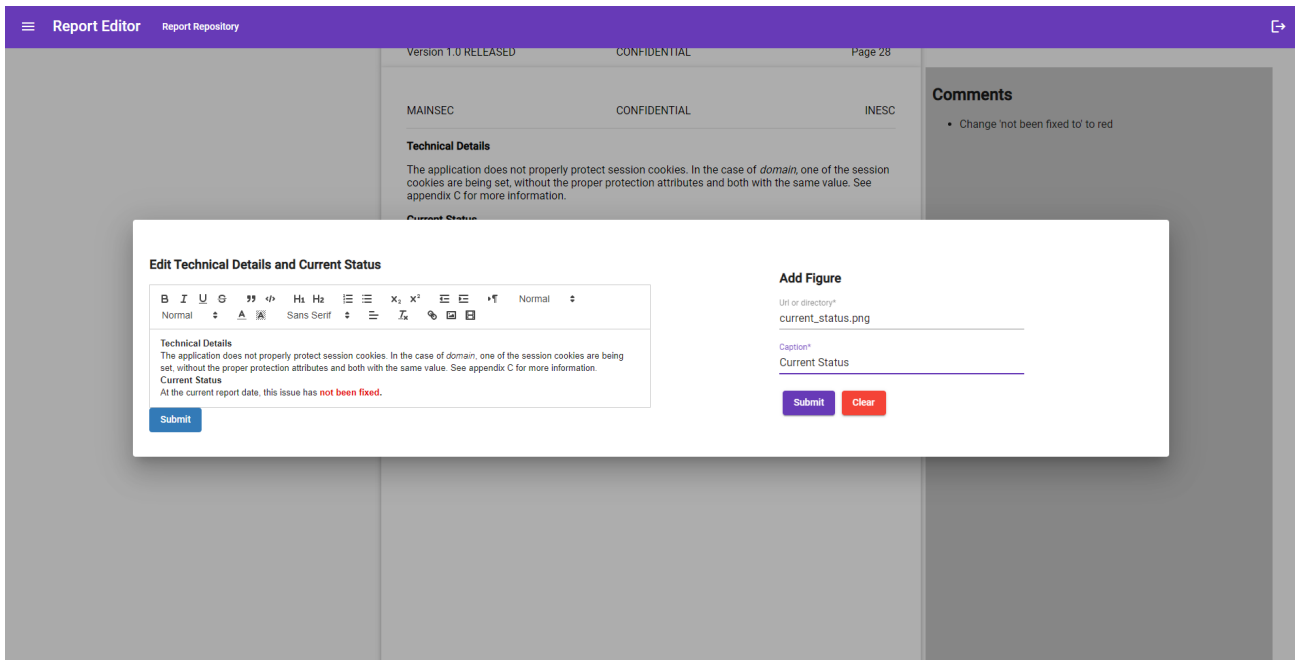 Report Editor Report Repository
Version 1.0 RELEASED CONFIDENTIAL Page 28
MAINSEC CONFIDENTIAL INESC
Technical Details
The application does not properly protect session cookies. In the case of domain, one of the session
cookies are being set, without the proper protection attributes and both with the same value. See
appendix C for more information.
Current Status
Comments
Change 'not been fixed to' to red
Edit Technical Details and Current Status
B I U S H1 H2 X2 X2 Normal
Normal A A Sans Serif Tx
Technical Details
The application does not properly protect session cookies. In the case of domain, one of the session cookies are being
set, without the proper protection attributes and both with the same value. See appendix C for more information.
Current Status
At the current report date, this issue has not been fixed.
Submit
Add Figure
Url or directory*
current_status.png
Caption*
Current Status
Submit Clear